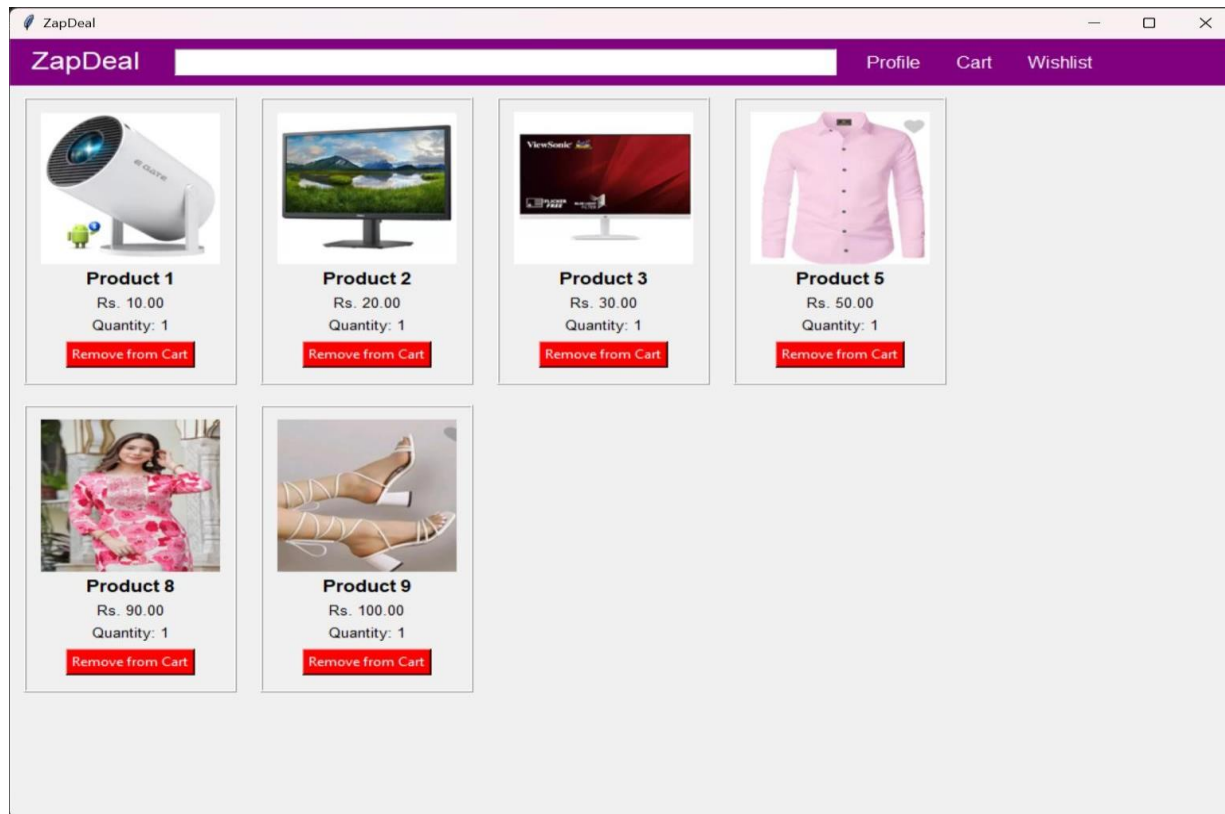 ZapDeal
ZapDeal Profile Cart Wishlist
E GATE
ViewSonic
FLICKER FREE
Product 1 Product 2 Product 3 Product 5
Rs. 10.00 Rs. 20.00 Rs. 30.00 Rs. 50.00
Quantity: 1 Quantity: 1 Quantity: 1 Quantity: 1
Remove from Cart Remove from Cart Remove from Cart Remove from Cart
Product 8 Product 9
Rs. 90.00 Rs. 100.00
Quantity: 1 Quantity: 1
Remove from Cart Remove from Cart